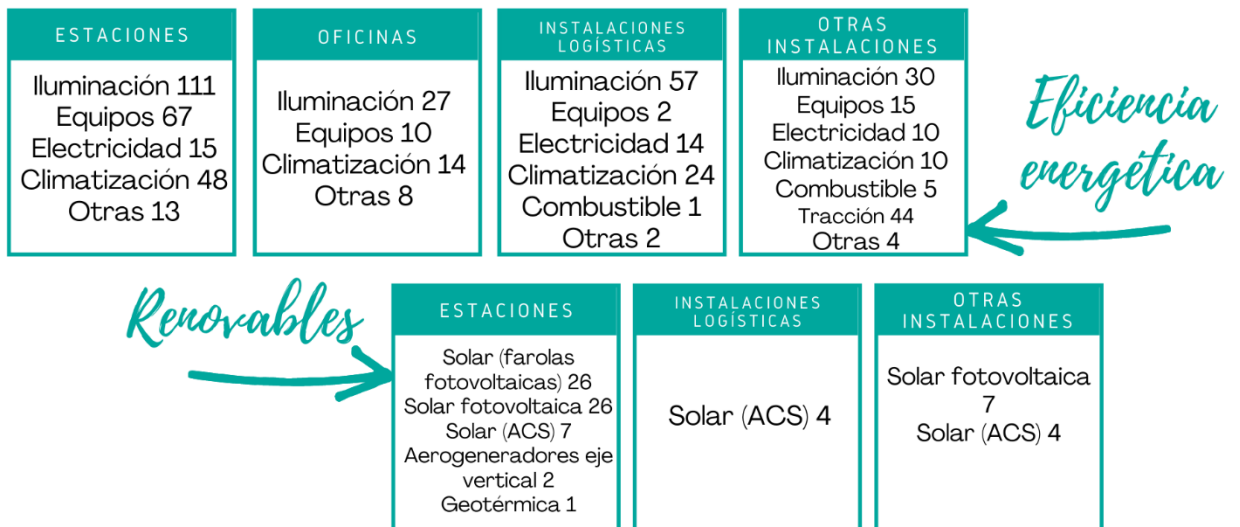 ESTACIONES
Iluminación 111
Equipos 67
Electricidad 15
Climatización 48
Otras 13
OFICINAS
Iluminación 27
Equipos 10
Climatización 14
Otras 8
INSTALACIONES
LOGÍSTICAS
Iluminación 57
Equipos 2
Electricidad 14
Climatización 24
Combustible 1
Otras 2
OTRAS
INSTALACIONES
Iluminación 30
Equipos 15
Electricidad 10
Climatización 10
Combustible 5
Tracción 44
Otras 4
Eficiencia
energética
Renovables
ESTACIONES
Solar (farolas
fotovoltaicas) 26
Solar fotovoltaica 26
Solar (ACS) 7
Aerogeneradores eje
vertical 2
Geotérmica 1
INSTALACIONES
LOGÍSTICAS
Solar (ACS) 4
OTRAS
INSTALACIONES
Solar fotovoltaica
7
Solar (ACS) 4